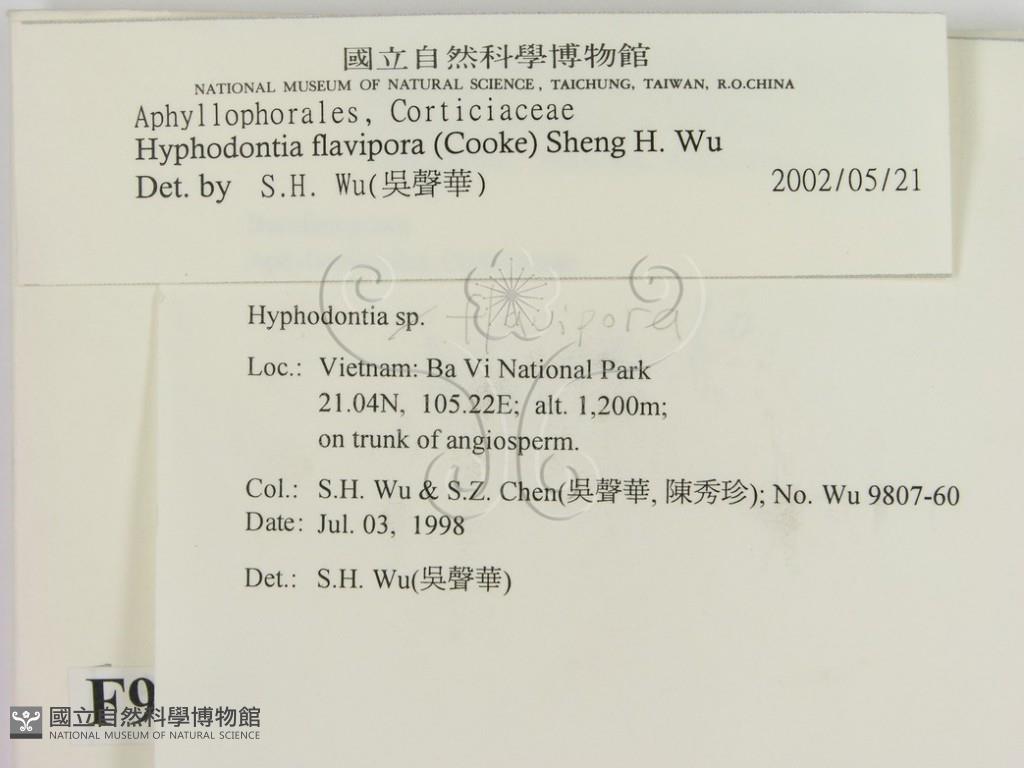 國立自然科學博物館
NATIONAL MUSEUM OF NATURAL SCIENCE, TAICHUNG, TAIWAN, R.O.CHINA
Aphyllophorales, Corticiaceae
Hyphodontia flavipora (Cooke) Sheng H. Wu
Det. by S.H. Wu(吳聲華) 2002/05/21
Hyphodontia sp. flavipora
Loc.: Vietnam: Ba Vi National Park
21.04N, 105.22E; alt. 1,200m;
on trunk of angiosperm.
Col.: S.H. Wu & S.Z. Chen(吳聲華, 陳秀珍); No. Wu 9807-60
Date: Jul. 03, 1998
Det.: S.H. Wu(吳聲華)
F9
國立自然科學博物館
NATIONAL MUSEUM OF NATURAL SCIENCE